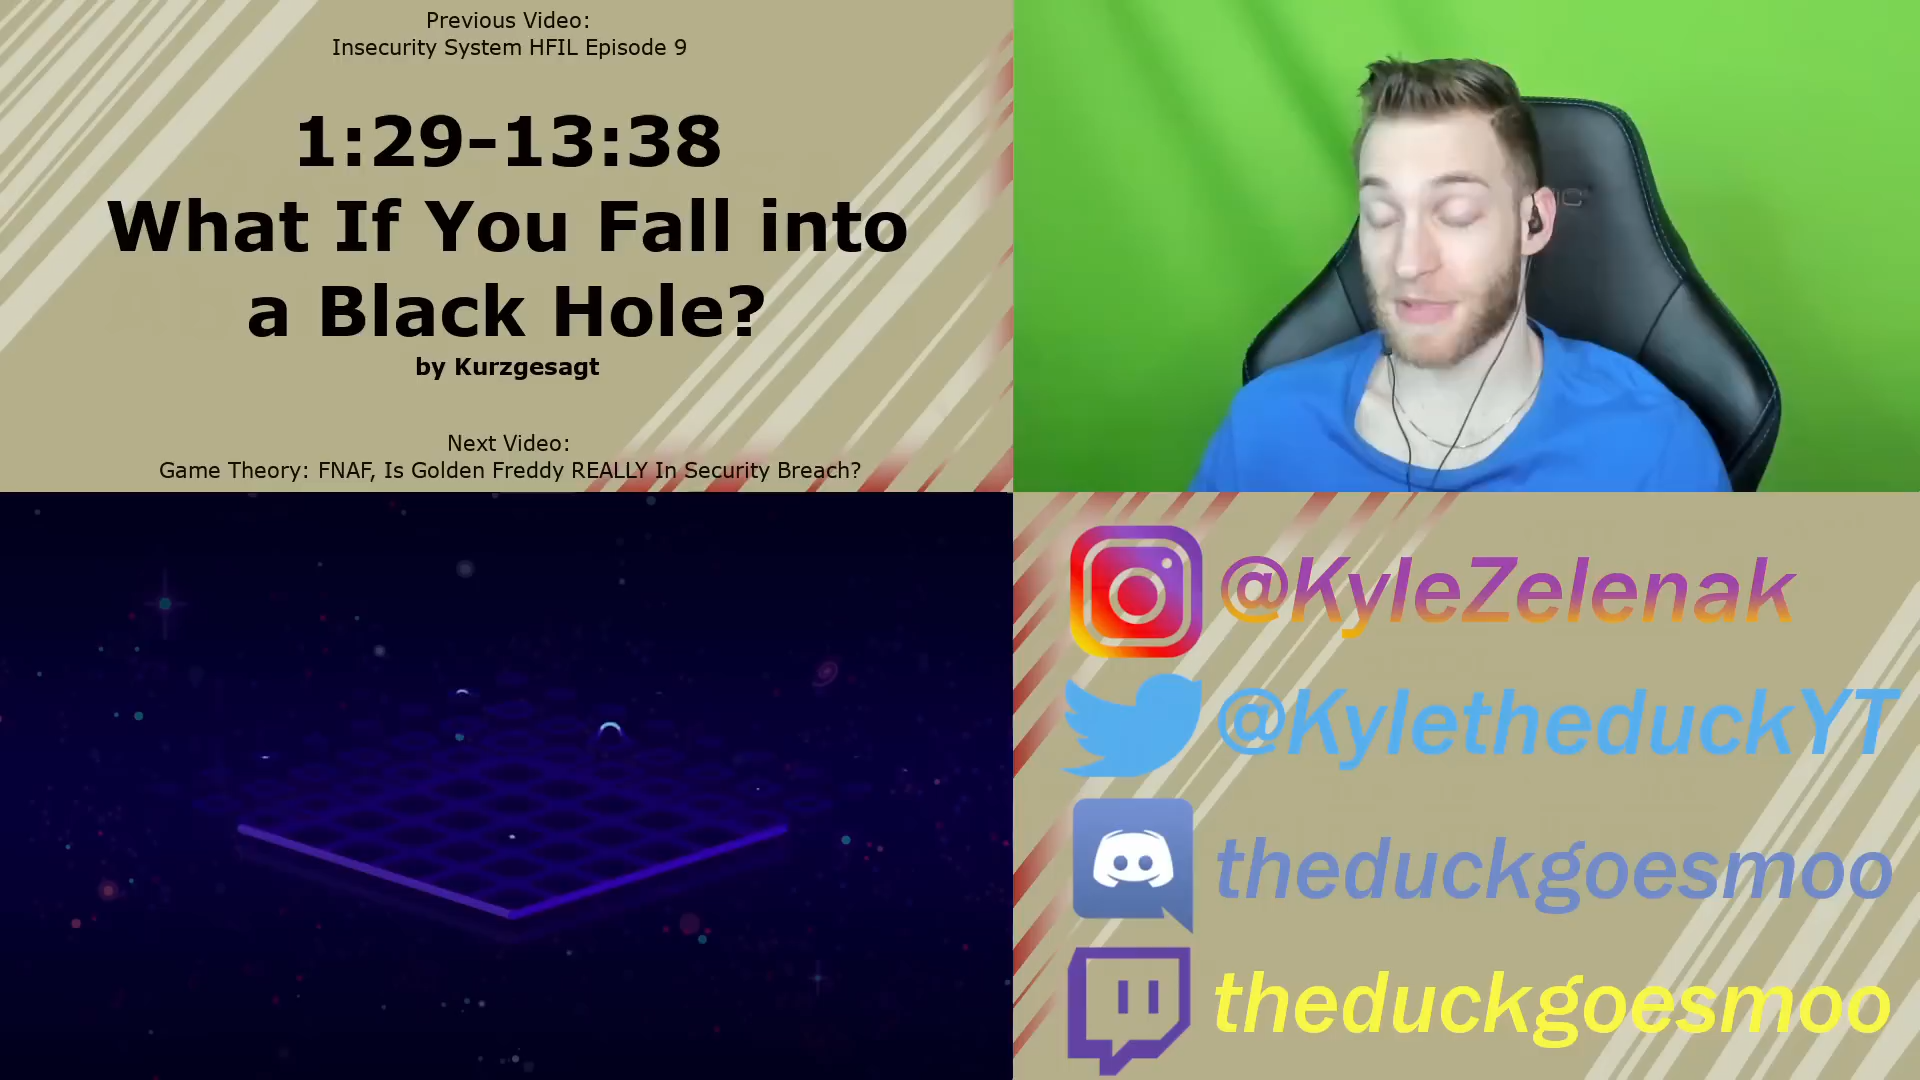 Previous Video:
Insecurity System HFIL Episode 9
1:29-13:38
What If You Fall into
a Black Hole?
by Kurzgesagt
Next Video:
Game Theory: FNAF, Is Golden Freddy REALLY In Security Breach?
@KyleZelenak
@KyletheduckYT
theduckgoesmoo
theduckgoesmoo